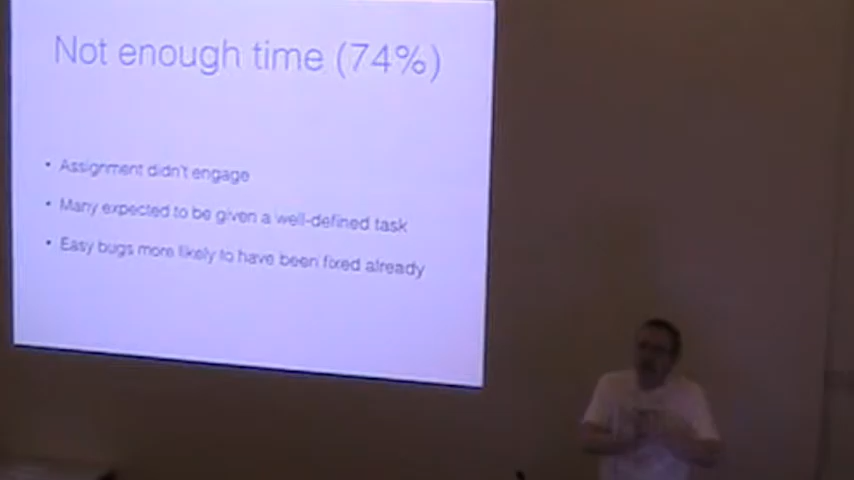 Not enough time (74%)
• Assignment didn't engage
• Many expected to be given a well-defined task
• Easy bugs more likely to have been fixed already